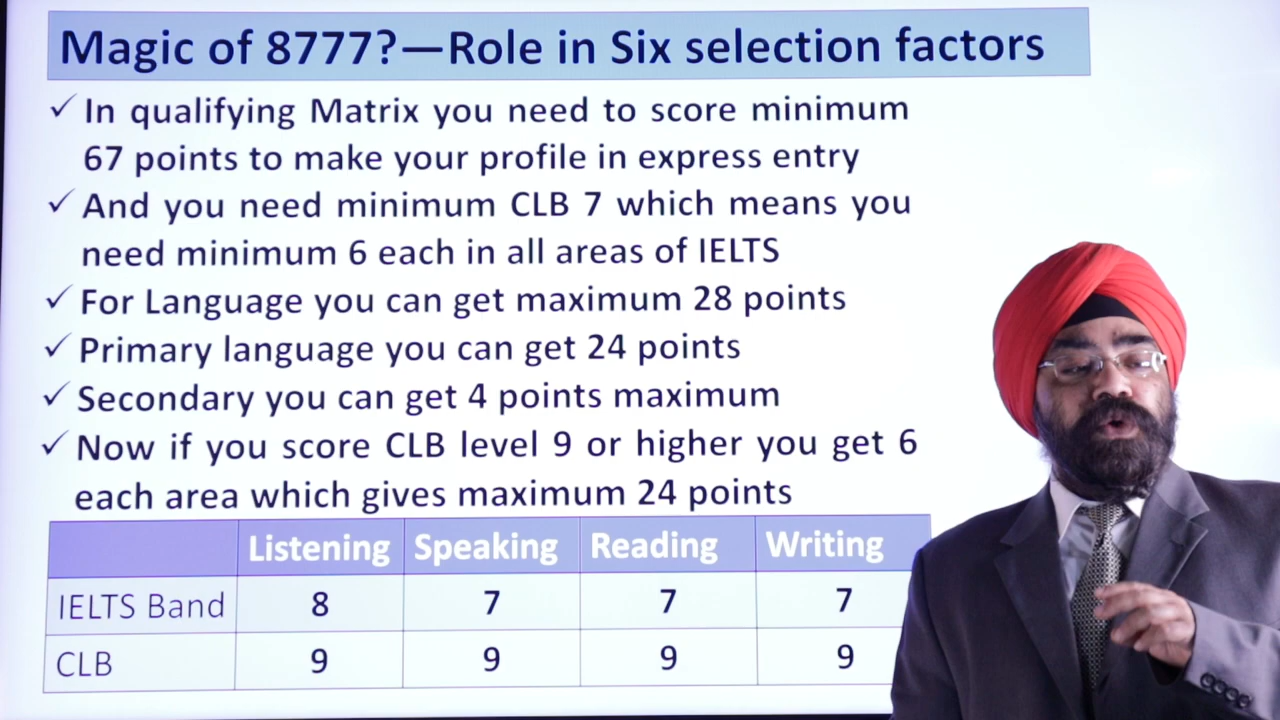 Magic of 8777?—Role in Six selection factors
✓ In qualifying Matrix you need to score minimum
67 points to make your profile in express entry
✓ And you need minimum CLB 7 which means you
need minimum 6 each in all areas of IELTS
✓ For Language you can get maximum 28 points
✓ Primary language you can get 24 points
✓ Secondary you can get 4 points maximum
✓ Now if you score CLB level 9 or higher you get 6
each area which gives maximum 24 points
Listening Speaking Reading Writing
IELTS Band 8 7 7 7
CLB 9 9 9 9